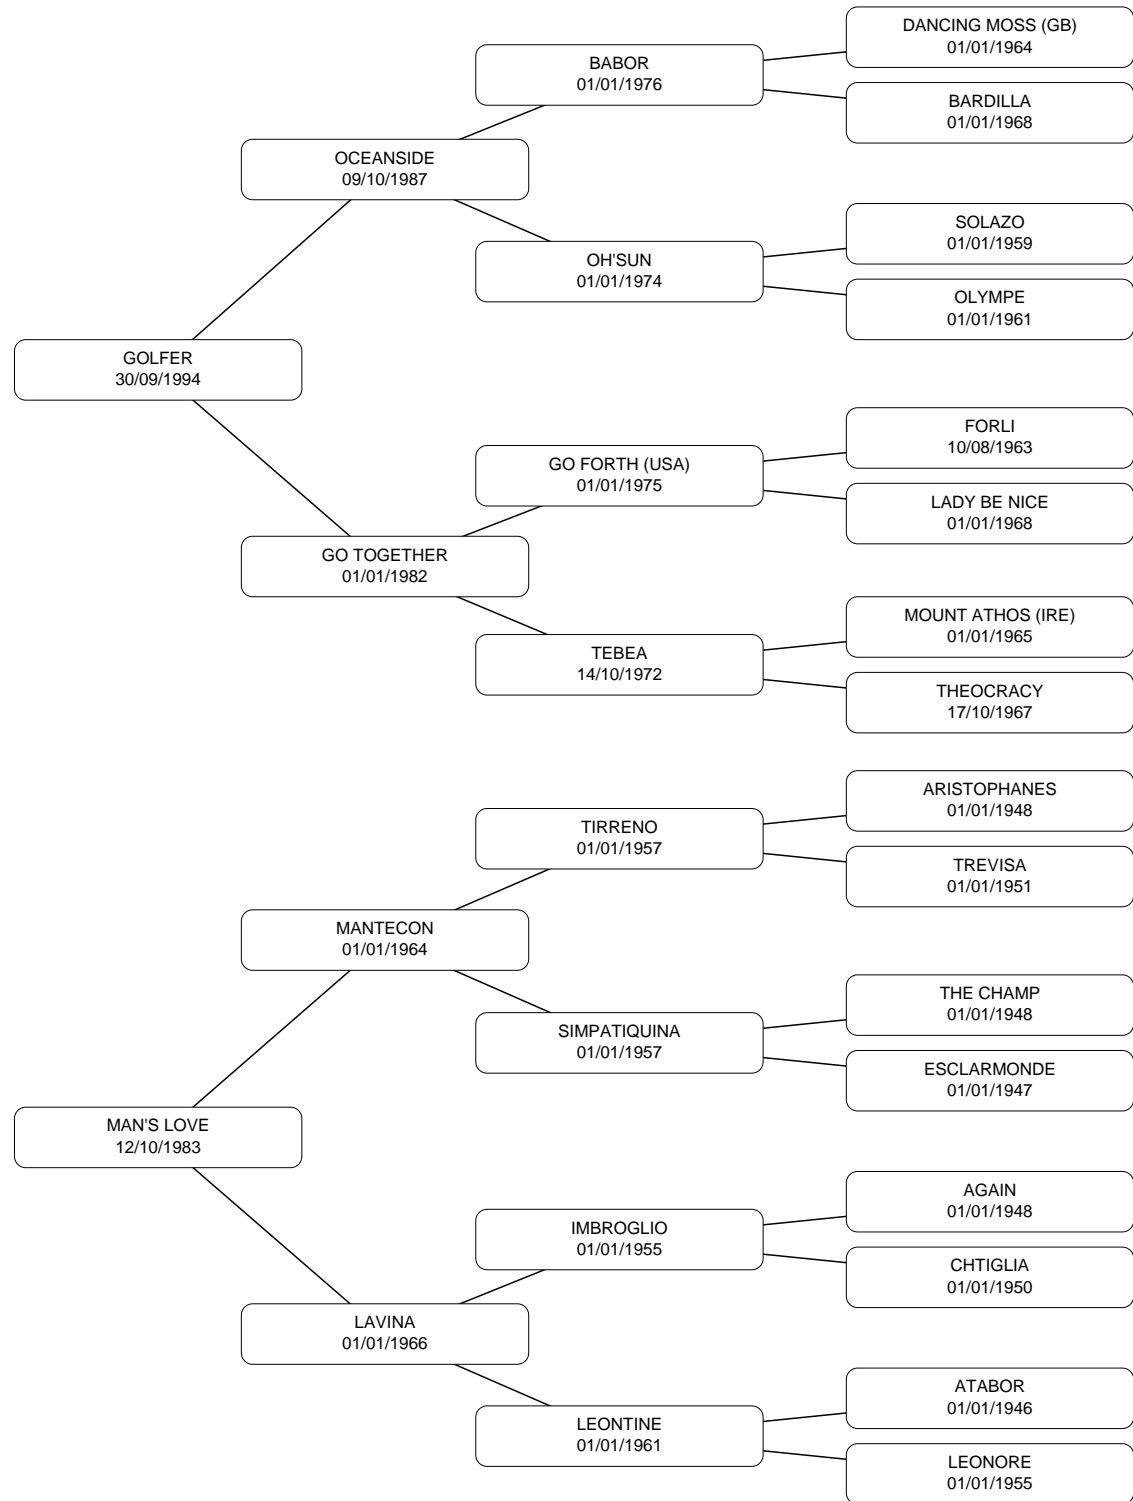 DANCING MOSS (GB)
01/01/1964
BABOR
01/01/1976
BARDILLA
01/01/1968
OCEANSIDE
09/10/1987
SOLAZO
01/01/1959
OH'SUN
01/01/1974
OLYMPE
01/01/1961
GOLFER
30/09/1994
FORLI
10/08/1963
GO FORTH (USA)
01/01/1975
LADY BE NICE
01/01/1968
GO TOGETHER
01/01/1982
MOUNT ATHOS (IRE)
01/01/1965
TEBEA
14/10/1972
THEOCRACY
17/10/1967
ARISTOPHANES
01/01/1948
TIRRENO
01/01/1957
TREVISA
01/01/1951
MANTECON
01/01/1964
THE CHAMP
01/01/1948
SIMPATIQUINA
01/01/1957
ESCLARMONDE
01/01/1947
MAN'S LOVE
12/10/1983
AGAIN
01/01/1948
IMBROGLIO
01/01/1955
CHTIGLIA
01/01/1950
LAVINA
01/01/1966
ATABOR
01/01/1946
LEONTINE
01/01/1961
LEONORE
01/01/1955